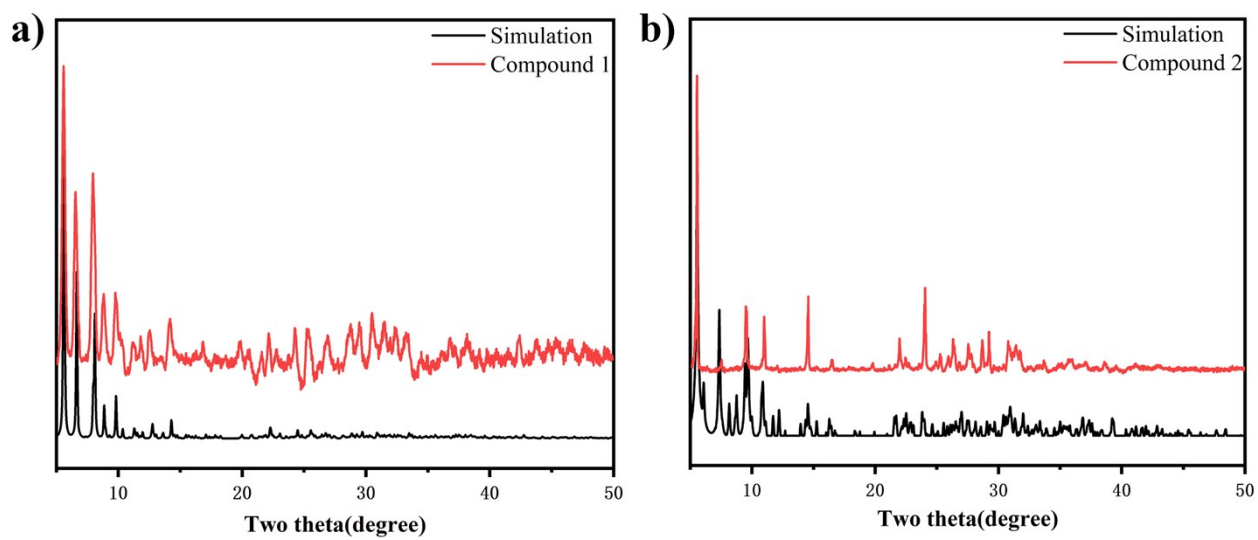 a)
Simulation
Compound 1
10 20 30 40 50
Two theta(degree)
b)
Simulation
Compound 2
10 20 30 40 50
Two theta(degree)